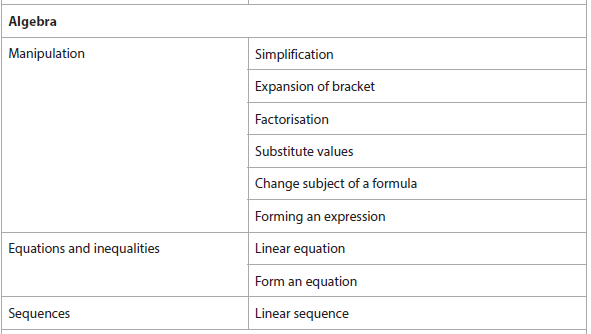 Algebra
Manipulation
Simplification
Expansion of bracket
Factorisation
Substitute values
Change subject of a formula
Forming an expression
Equations and inequalities
Linear equation
Form an equation
Sequences
Linear sequence